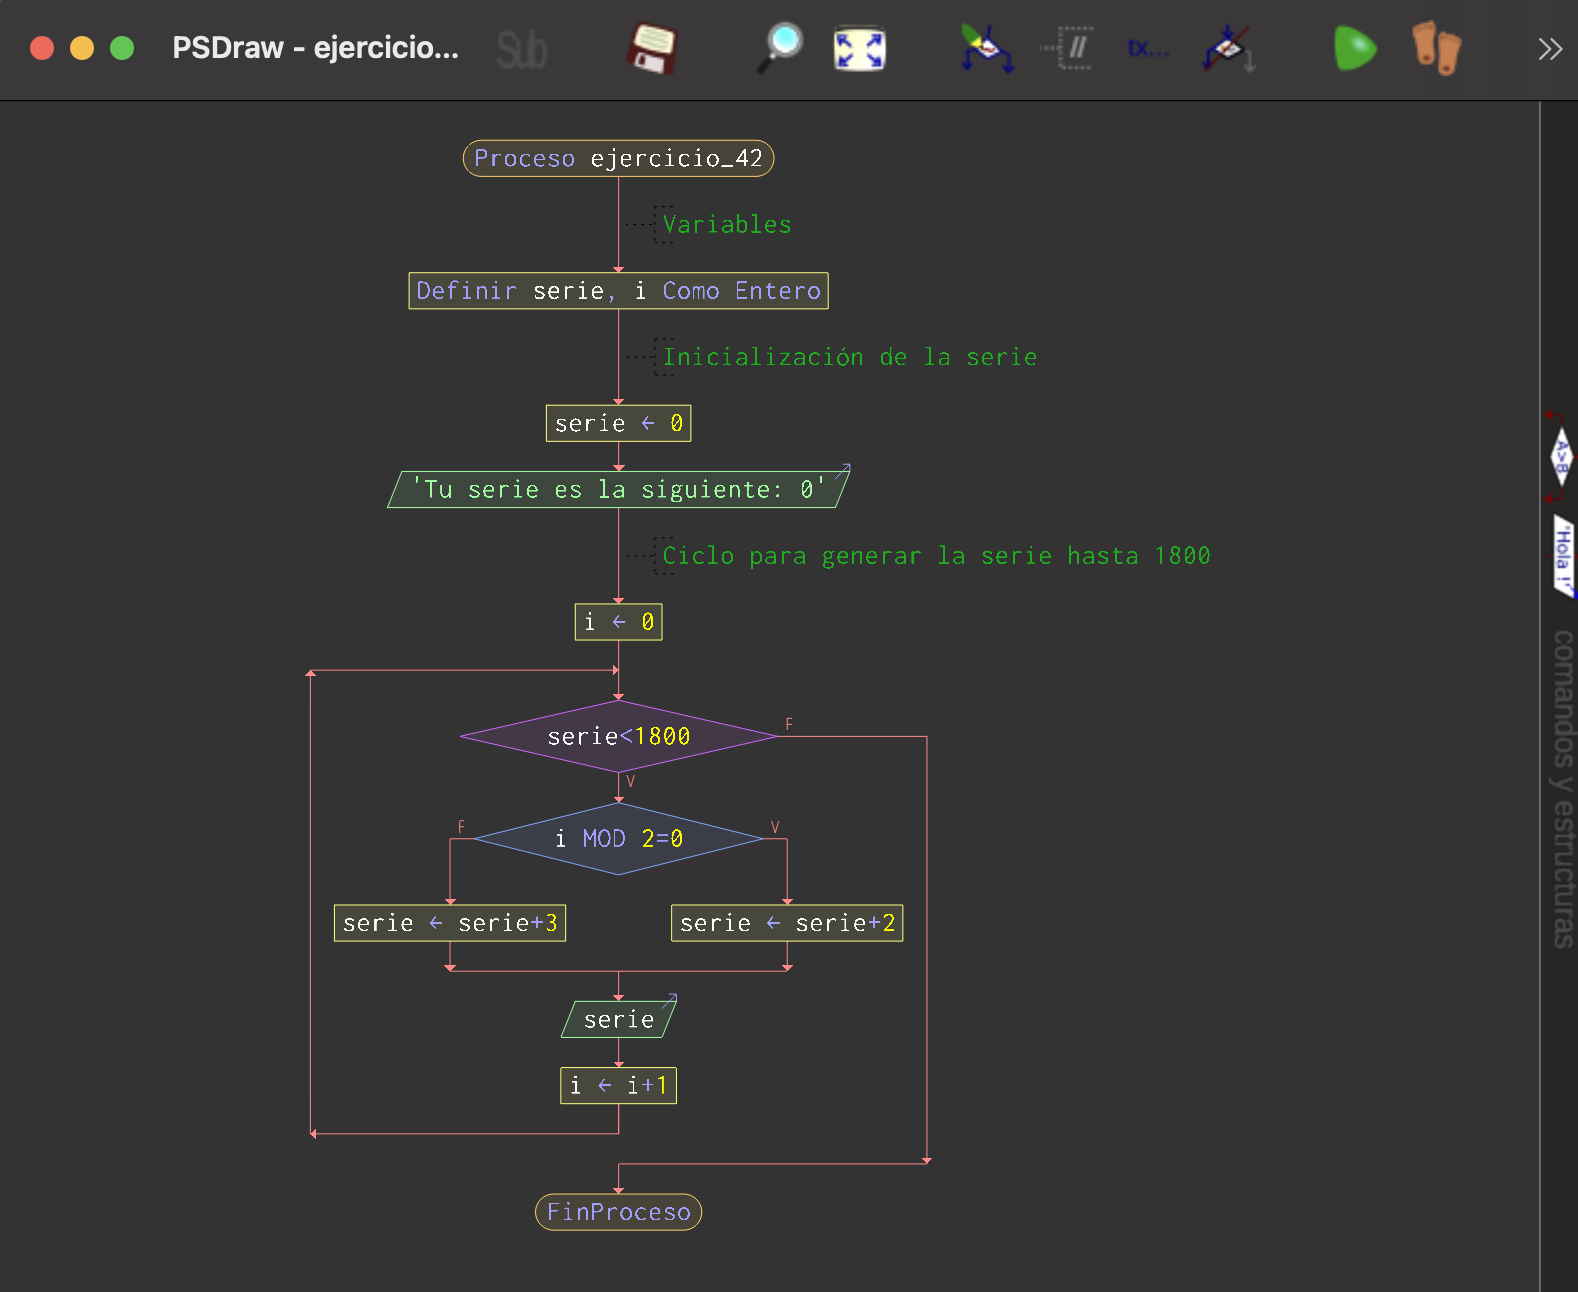 PSDraw - ejercicio...
Sub
//
tx...
Proceso ejercicio_42
Variables
Definir serie, i Como Entero
Inicialización de la serie
serie ← 0
'Tu serie es la siguiente: 0'
Ciclo para generar la serie hasta 1800
i ← 0
serie<1800
F
V
i MOD 2=0
F
V
serie ← serie+3
serie ← serie+2
serie
i ← i+1
FinProceso
A>B
"Hola !"
comandos y estructuras